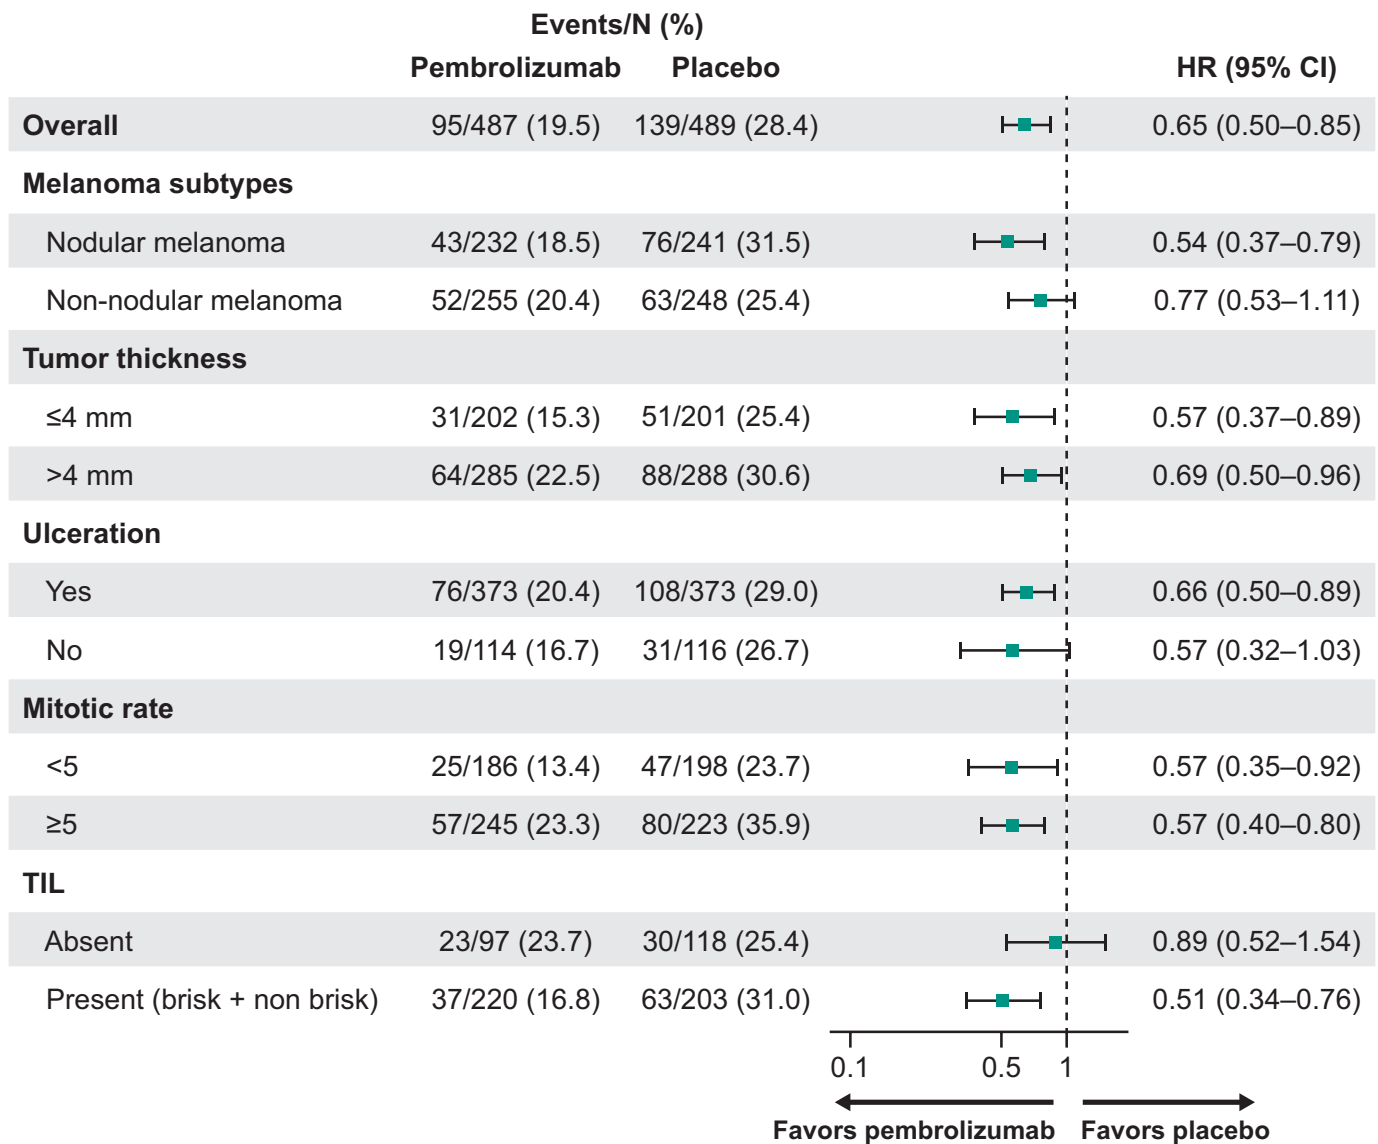 Events/N (%)
Pembrolizumab Placebo HR (95% CI)
Overall 95/487 (19.5) 139/489 (28.4) 0.65 (0.50–0.85)
Melanoma subtypes
Nodular melanoma 43/232 (18.5) 76/241 (31.5) 0.54 (0.37–0.79)
Non-nodular melanoma 52/255 (20.4) 63/248 (25.4) 0.77 (0.53–1.11)
Tumor thickness
≤4 mm 31/202 (15.3) 51/201 (25.4) 0.57 (0.37–0.89)
>4 mm 64/285 (22.5) 88/288 (30.6) 0.69 (0.50–0.96)
Ulceration
Yes 76/373 (20.4) 108/373 (29.0) 0.66 (0.50–0.89)
No 19/114 (16.7) 31/116 (26.7) 0.57 (0.32–1.03)
Mitotic rate
<5 25/186 (13.4) 47/198 (23.7) 0.57 (0.35–0.92)
≥5 57/245 (23.3) 80/223 (35.9) 0.57 (0.40–0.80)
TIL
Absent 23/97 (23.7) 30/118 (25.4) 0.89 (0.52–1.54)
Present (brisk + non brisk) 37/220 (16.8) 63/203 (31.0) 0.51 (0.34–0.76)
0.1 0.5 1
Favors pembrolizumab Favors placebo